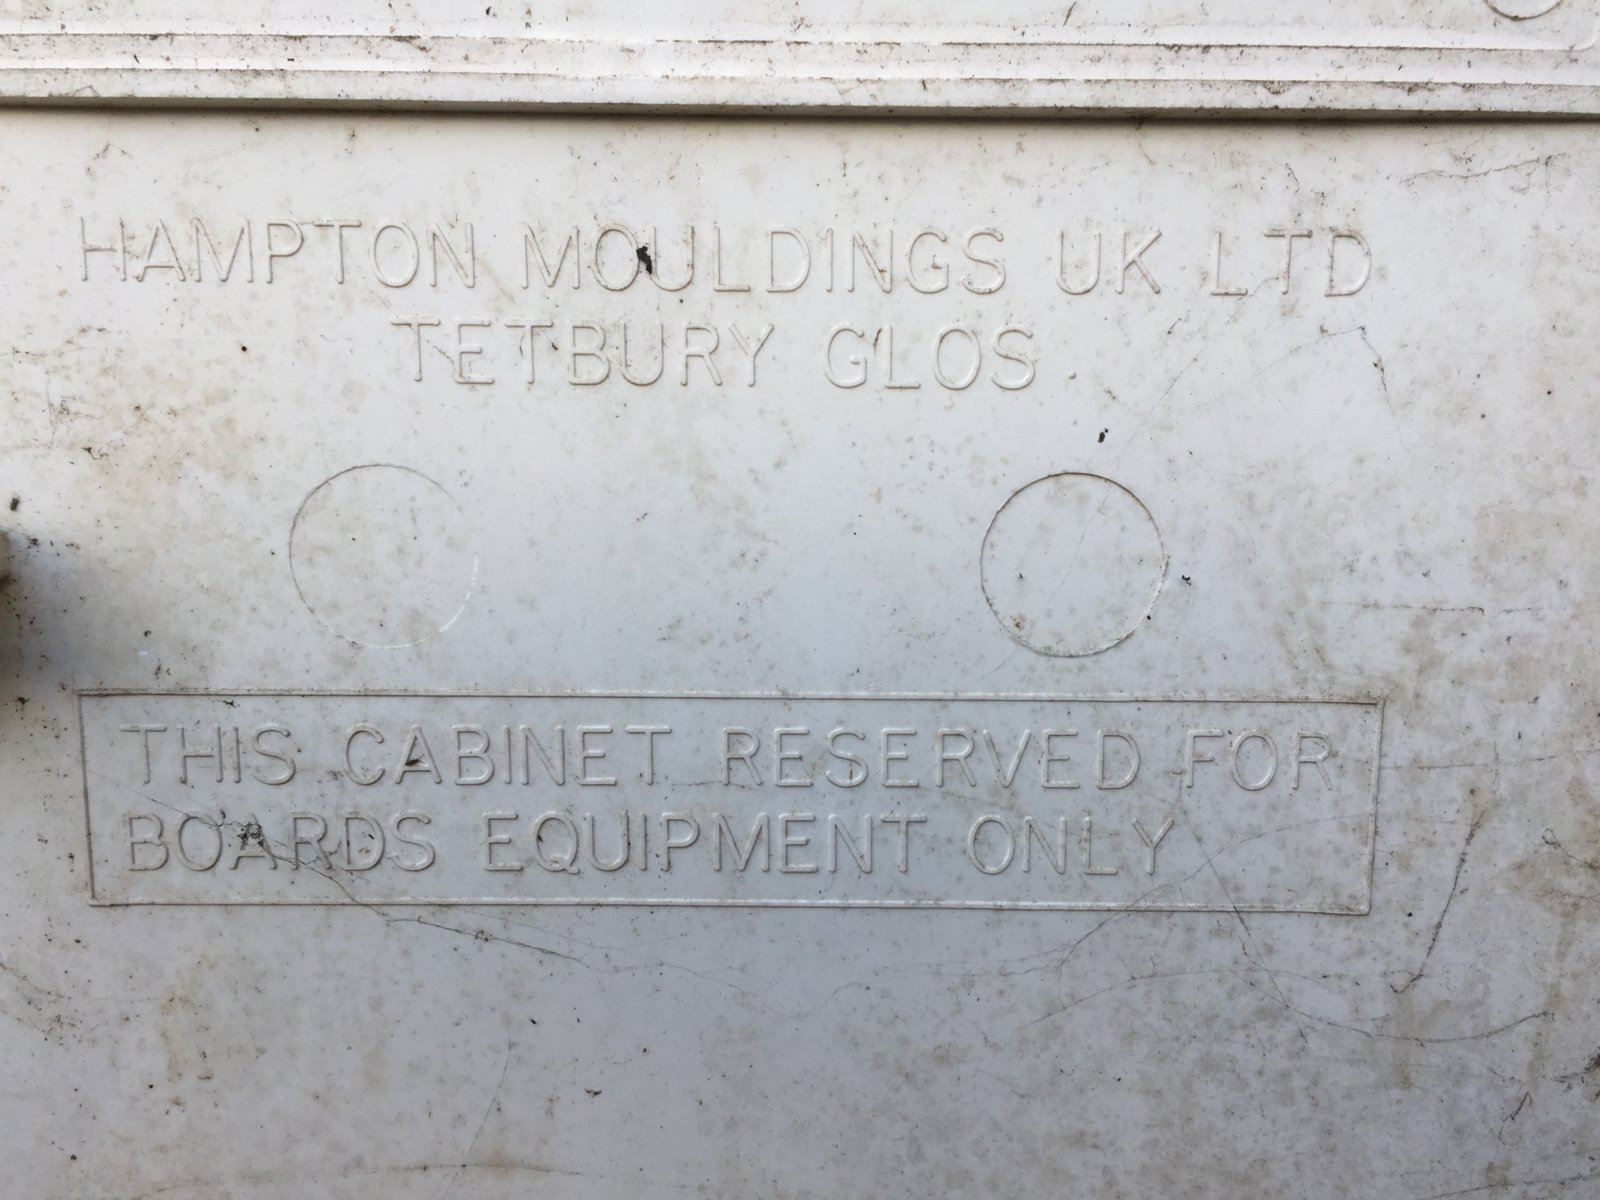 HAMPTON MOULDINGS UK LTD
TETBURY GLOS
THIS CABINET RESERVED FOR
BOARDS EQUIPMENT ONLY